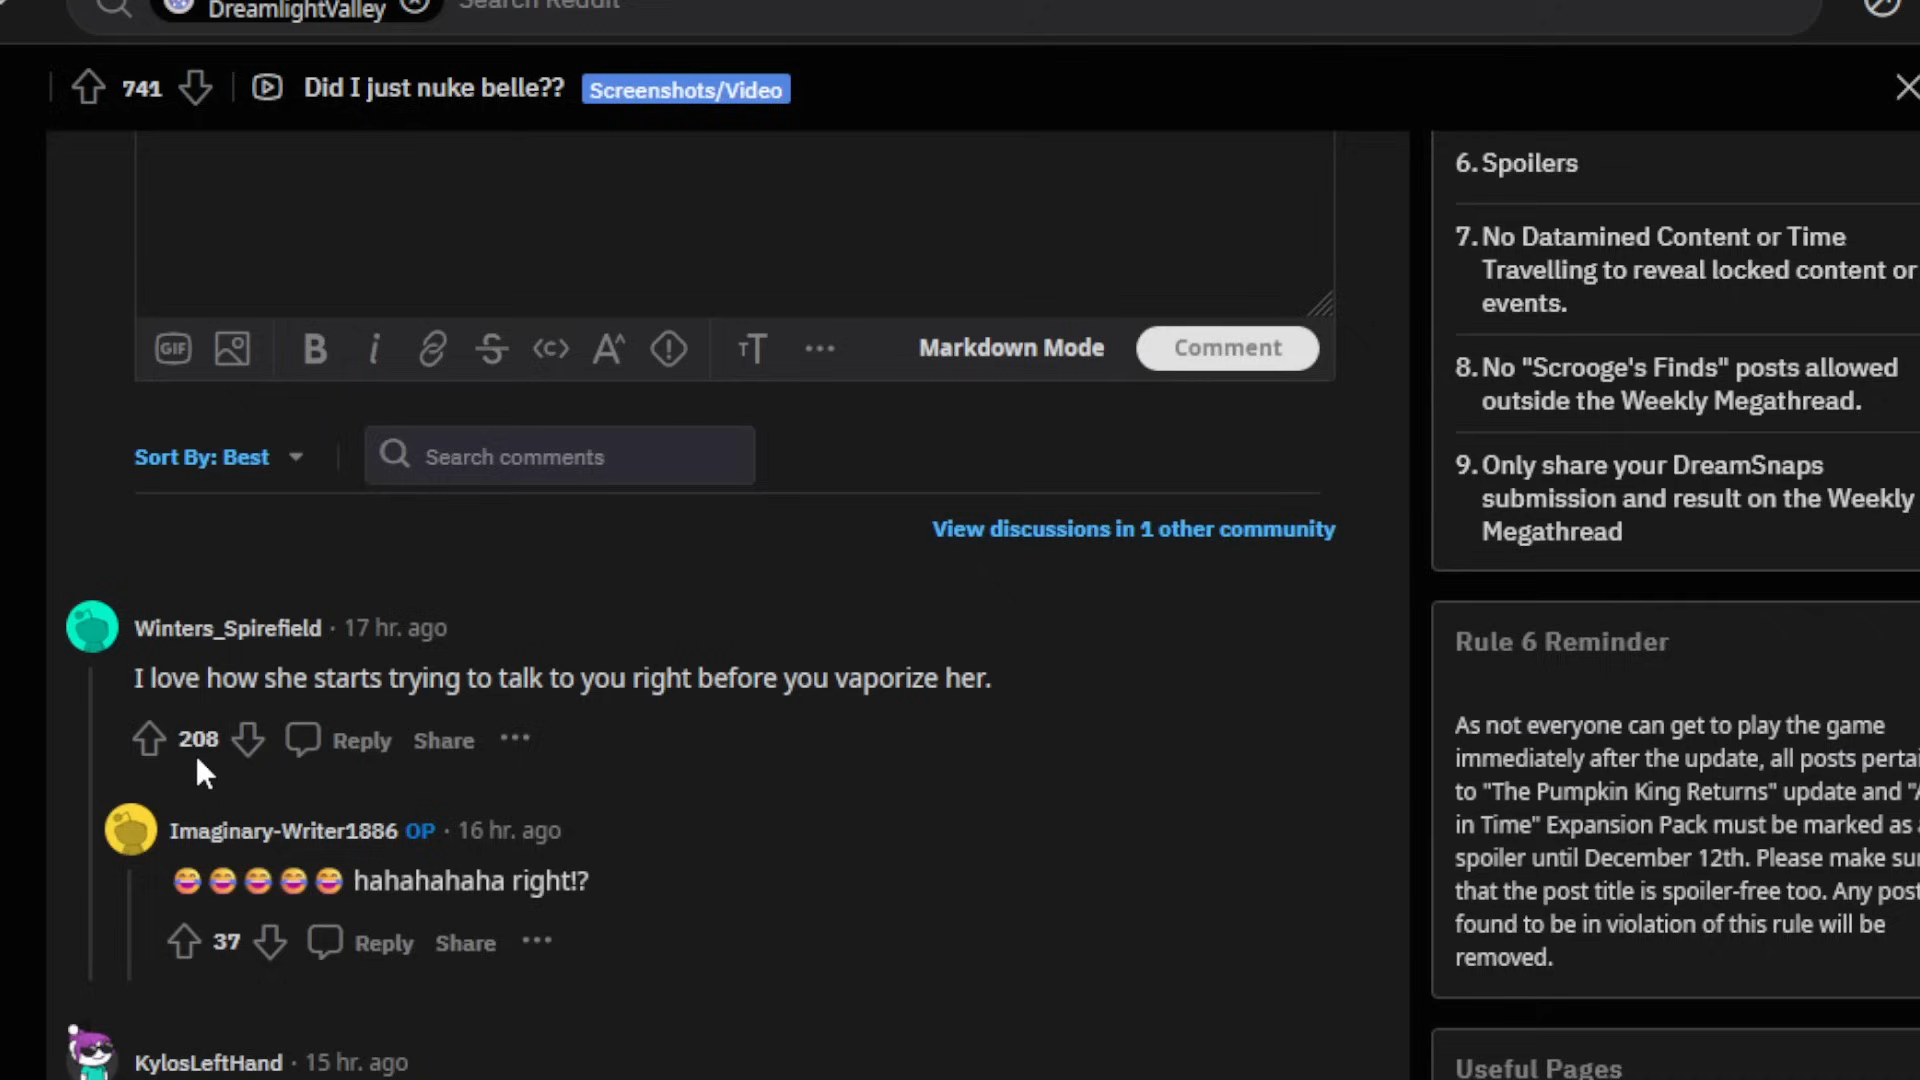 DreamlightValley
Search Reddit
741
Did I just nuke belle??
Screenshots/Video
GIF
Markdown Mode
Comment
Sort By: Best
Search comments
View discussions in 1 other community
Winters_Spirefield · 17 hr. ago
I love how she starts trying to talk to you right before you vaporize her.
208
Reply
Share
Imaginary-Writer1886 OP · 16 hr. ago
😂😂😂😂😂 hahahahaha right!?
37
Reply
Share
KylosLeftHand · 15 hr. ago
6. Spoilers
7. No Datamined Content or Time
Travelling to reveal locked content or
events.
8. No "Scrooge's Finds" posts allowed
outside the Weekly Megathread.
9. Only share your DreamSnaps
submission and result on the Weekly
Megathread
Rule 6 Reminder
As not everyone can get to play the game
immediately after the update, all posts pertai
to "The Pumpkin King Returns" update and "A
in Time" Expansion Pack must be marked as a
spoiler until December 12th. Please make sur
that the post title is spoiler-free too. Any post
found to be in violation of this rule will be
removed.
Useful Pages